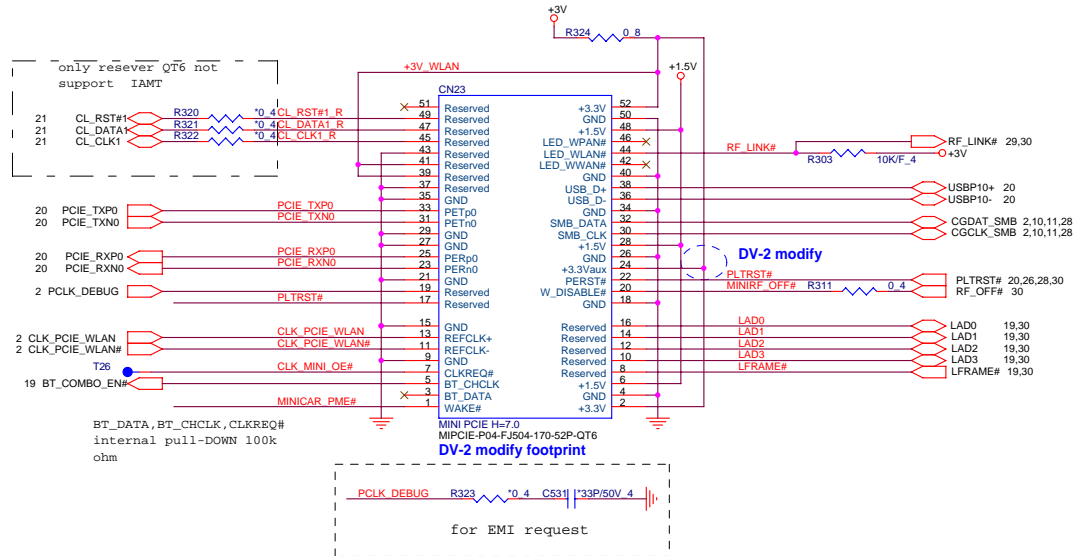 +3V
R324 0_8
+3V_WLAN
+1.5V
only resever QT6 not
support IAMT
21 CL_RST#1 R320 *0_4 CL_RST#1_R
21 CL_DATA1 R321 *0_4 CL_DATA1_R
21 CL_CLK1 R322 *0_4 CL_CLK1_R
CN23
51 Reserved
49 Reserved
47 Reserved
45 Reserved
43 Reserved
41 Reserved
39 Reserved
37 Reserved
35 GND
33 PETp0
31 PETn0
29 GND
27 GND
25 PERp0
23 PERn0
21 GND
19 Reserved
17 Reserved
15 GND
13 REFCLK+
11 REFCLK-
9 GND
7 CLKREQ#
5 BT_CHCLK
3 BT_DATA
1 WAKE#
+3.3V 52
GND 50
+1.5V 48
LED_WPAN# 46
LED_WLAN# 44
LED_WWAN# 42
GND 40
USB_D+ 38
USB_D- 36
GND 34
SMB_DATA 32
SMB_CLK 30
+1.5V 28
GND 26
+3.3Vaux 24
PERST# 22
W_DISABLE# 20
GND 18
Reserved 16
Reserved 14
Reserved 12
Reserved 10
Reserved 8
+1.5V 6
GND 4
+3.3V 2
20 PCIE_TXP0 PCIE_TXP0
20 PCIE_TXN0 PCIE_TXN0
20 PCIE_RXP0 PCIE_RXP0
20 PCIE_RXN0 PCIE_RXN0
2 PCLK_DEBUG
PLTRST#
2 CLK_PCIE_WLAN CLK_PCIE_WLAN
2 CLK_PCIE_WLAN# CLK_PCIE_WLAN#
T26 CLK_MINI_OE#
19 BT_COMBO_EN#
MINICAR_PME#
RF_LINK# RF_LINK# 29,30
R303 10K/F_4 +3V
USBP10+ 20
USBP10- 20
CGDAT_SMB 2,10,11,28
CGCLK_SMB 2,10,11,28
DV-2 modify
PLTRST# PLTRST# 20,26,28,30
MINIRF_OFF# R311 0_4 RF_OFF# 30
LAD0 LAD0 19,30
LAD1 LAD1 19,30
LAD2 LAD2 19,30
LAD3 LAD3 19,30
LFRAME# LFRAME# 19,30
BT_DATA,BT_CHCLK,CLKREQ#
internal pull-DOWN 100k
ohm
MINI PCIE H=7.0
MIPCIE-P04-FJ504-170-52P-QT6
DV-2 modify footprint
PCLK_DEBUG R323 *0_4 C531 *33P/50V_4
for EMI request